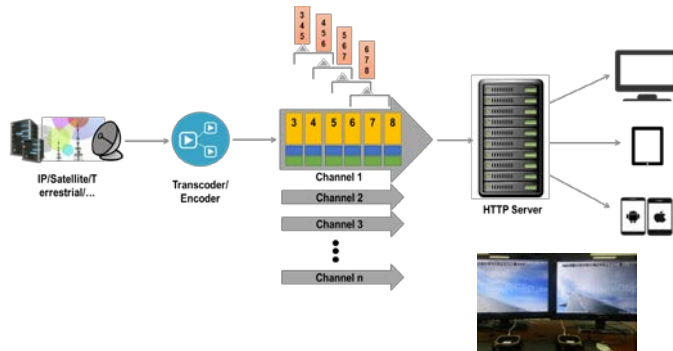 3
4
5
4
5
6
5
6
7
6
7
8
3 4 5 6 7 8
Channel 1
IP/Satellite/T
errestrial/...
Transcoder/
Encoder
Channel 2
Channel 3
Channel n
HTTP Server